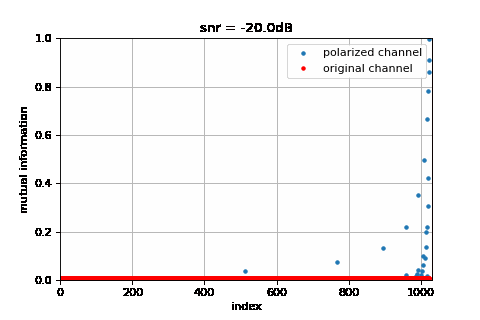 snr = -20.0dB
polarized channel
original channel
mutual information
1.0
0.8
0.6
0.4
0.2
0.0
0 200 400 600 800 1000
index